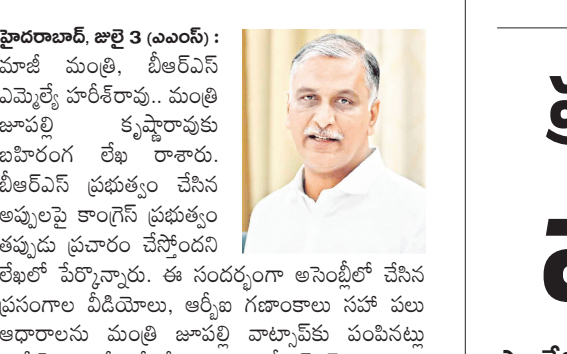 హైదరాబాద్, జులై 3 (ఎఎంస్) :
మాజీ మంత్రి, బీఆర్ఎస్
ఎమ్మెల్యే హరీశ్‌రావు.. మంత్రి
జూపల్లి కృష్ణారావుకు
బహిరంగ లేఖ రాశారు.
బీఆర్ఎస్ ప్రభుత్వం చేసిన
అప్పులపై కాంగ్రెస్ ప్రభుత్వం
తప్పుడు ప్రచారం చేస్తోందని
లేఖలో పేర్కొన్నారు. ఈ సందర్భంగా అసెంబ్లీలో చేసిన
ప్రసంగాల వీడియోలు, ఆర్బీఐ గణాంకాలు సహా పలు
ఆధారాలను మంత్రి జూపల్లి వాట్సాప్‌కు పంపినట్లు